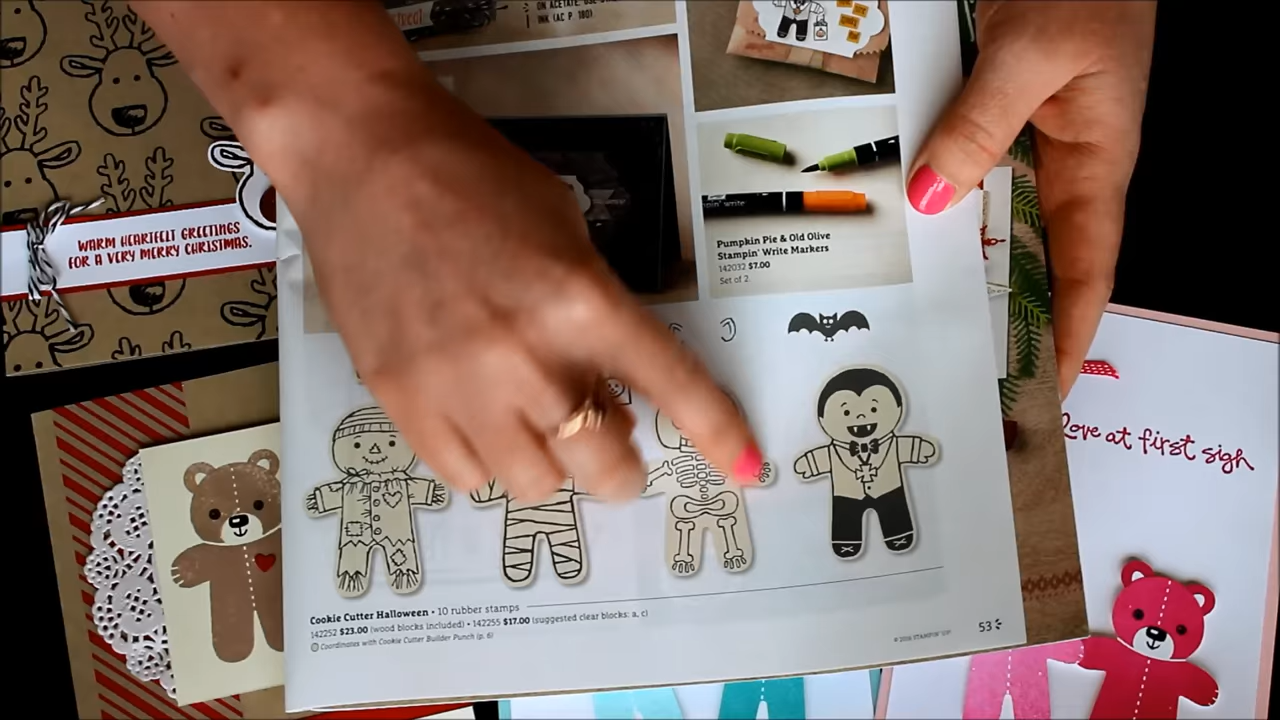 ON ACETATE, USE
INK (AC P. 180)
WARM HEARTFELT GREETINGS
FOR A VERY MERRY CHRISTMAS.
Pumpkin Pie & Old Olive
Stampin' Write Markers
142032 $7.00
Set of 2
Love at first sigh
Cookie Cutter Halloween • 10 rubber stamps
142252 $23.00 (wood blocks included) • 142255 $17.00 (suggested clear blocks: a, c)
Coordinates with Cookie Cutter Builder Punch (p. 6)
© 2016 STAMPIN' UP!
53